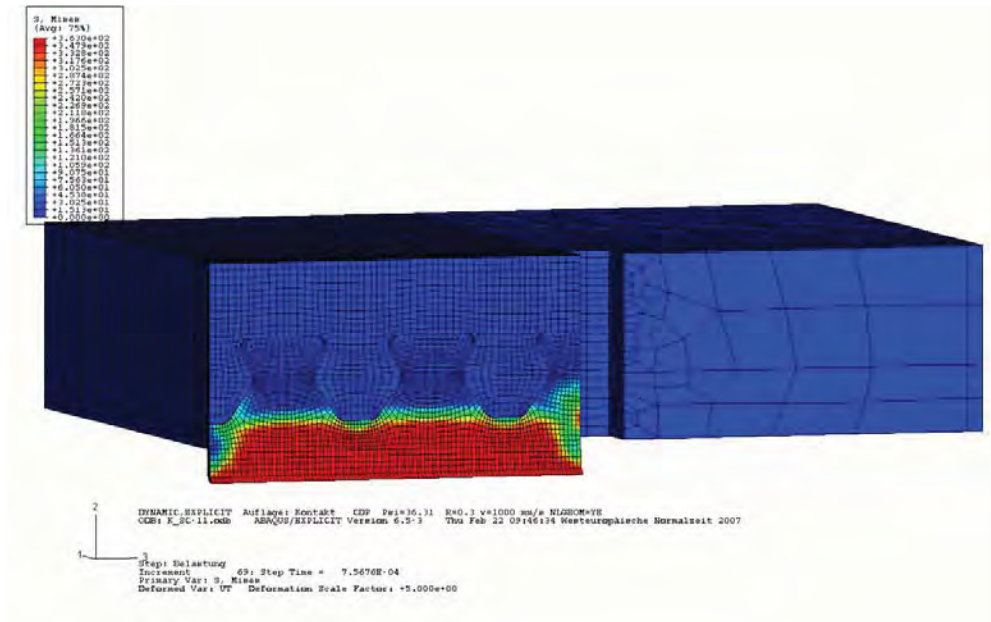 S, Mises
(Avg: 75%)
+3.630e+02
+3.479e+02
+3.328e+02
+3.176e+02
+3.025e+02
+2.874e+02
+2.723e+02
+2.571e+02
+2.420e+02
+2.269e+02
+2.118e+02
+1.966e+02
+1.815e+02
+1.664e+02
+1.513e+02
+1.361e+02
+1.210e+02
+1.059e+02
+9.075e+01
+7.563e+01
+6.050e+01
+4.538e+01
+3.025e+01
+1.513e+01
+0.000e+00
2
1
3
DYNAMIC,EXPLICIT Auflage: Kontakt CDP Psi=36.31 R=0.3 v=1000 mm/s NLGEOM=YE
ODB: K_SC-11.odb ABAQUS/EXPLICIT Version 6.5-3 Thu Feb 22 09:46:34 Westeuropäische Normalzeit 2007
Step: Belastung
Increment 69: Step Time = 7.5676E-04
Primary Var: S, Mises
Deformed Var: UT Deformation Scale Factor: +5.000e+00